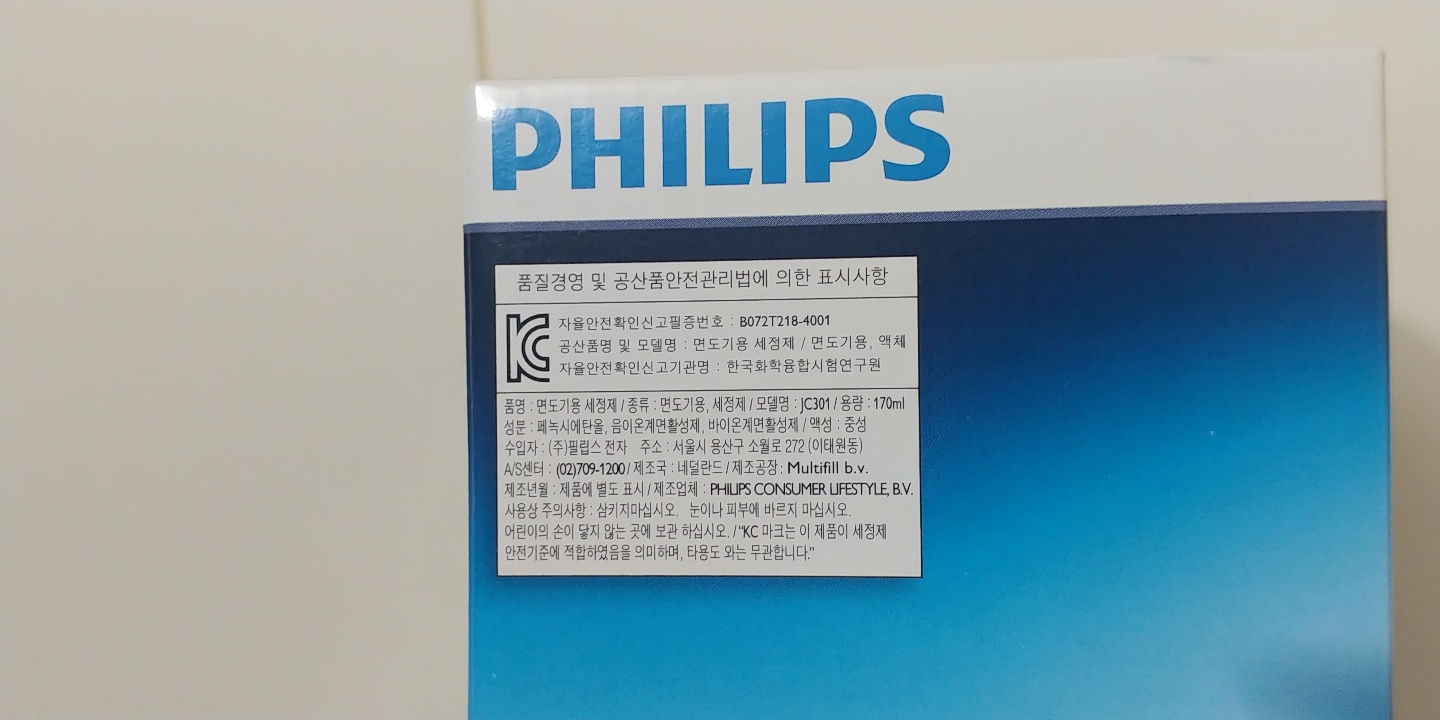 PHILIPS
품질경영 및 공산품안전관리법에 의한 표시사항
자율안전확인신고필증번호 : B072T218-4001
공산품명 및 모델명 : 면도기용 세정제 / 면도기용, 액체
자율안전확인신고기관명 : 한국화학융합시험연구원
품명 : 면도기용 세정제 / 종류 : 면도기용, 세정제 / 모델명 : JC301 / 용량 : 170ml
성분 : 페녹시에탄올, 음이온계면활성제, 바이온계면활성제 / 액성 : 중성
수입자 : (주)필립스 전자 주소 : 서울시 용산구 소월로 272 (이태원동)
A/S센터 : (02)709-1200 / 제조국 : 네덜란드 / 제조공장 : Multifill b.v.
제조년월 : 제품에 별도 표시 / 제조업체 : PHILIPS CONSUMER LIFESTYLE, B.V.
사용상 주의사항 : 삼키지마십시오. 눈이나 피부에 바르지 마십시오.
어린이의 손이 닿지 않는 곳에 보관 하십시오. / "KC 마크는 이 제품이 세정제
안전기준에 적합하였음을 의미하며, 타용도 와는 무관합니다."